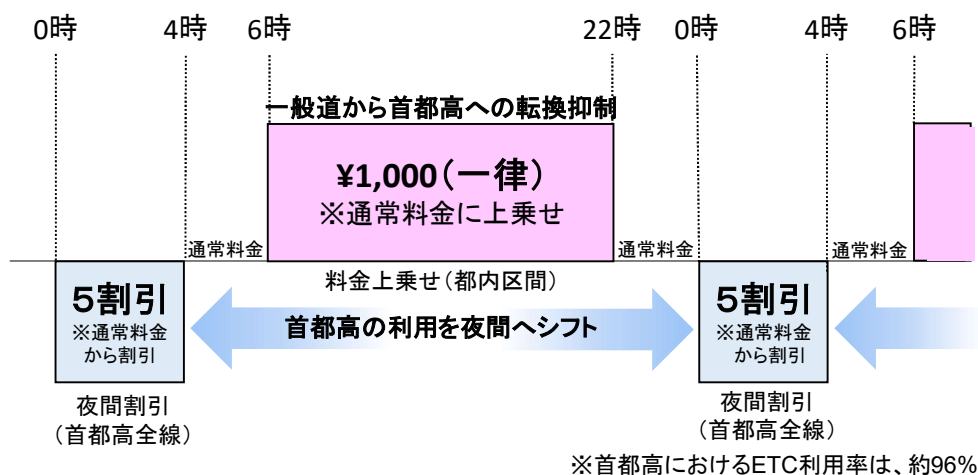 0時 4時 6時 22時 0時 4時 6時
一般道から首都高への転換抑制
¥1,000(一律)
※通常料金に上乗せ
通常料金 通常料金 通常料金
料金上乗せ(都内区間)
5割引
※通常料金
から割引
首都高の利用を夜間へシフト
5割引
※通常料金
から割引
夜間割引
(首都高全線)
夜間割引
(首都高全線)
※首都高におけるETC利用率は、約96%